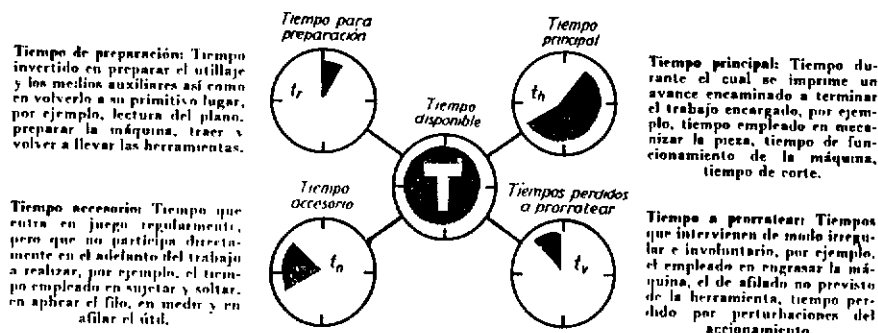 Tiempo de preparación: Tiempo
invertido en preparar el utillaje
y los medios auxiliares así como
en volverlo a su primitivo lugar,
por ejemplo, lectura del plano,
preparar la máquina, traer y
volver a llevar las herramientas.
Tiempo para
preparación
tr
Tiempo
principal
th
Tiempo principal: Tiempo du-
rante el cual se imprime un
avance encaminado a terminar
el trabajo encargado, por ejem-
plo, tiempo empleado en meca-
nizar la pieza, tiempo de fun-
cionamiento de la máquina,
tiempo de corte.
Tiempo
disponible
T
Tiempo accesorio: Tiempo que
entra en juego regularmente,
pero que no participa directa-
mente en el adelanto del trabajo
a realizar, por ejemplo, el tiem-
po empleado en sujetar y soltar,
en aplicar el filo, en medir y en
afilar el útil.
Tiempo
accesorio
tn
Tiempos perdidos
a prorratear
tv
Tiempo a prorratear: Tiempos
que intervienen de modo irregu-
lar e involuntario, por ejemplo,
el empleado en engrasar la má-
quina, el de afilado no previsto
de la herramienta, tiempo per-
dido por perturbaciones del
accionamiento.